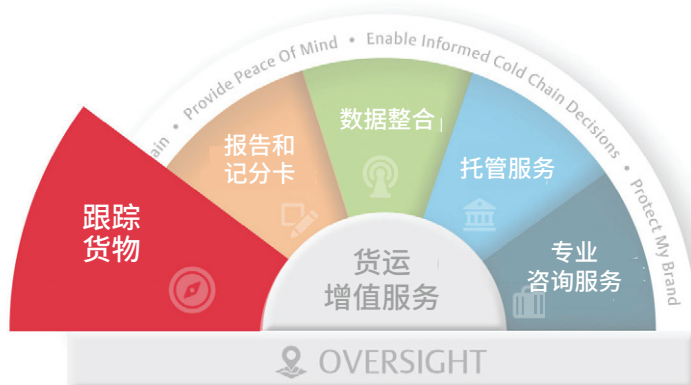 ain • Provide Peace Of Mind • Enable Informed Cold Chain Decisions • Protect My Brand
跟踪
货物
报告和
记分卡
数据整合
托管服务
专业
咨询服务
货运
增值服务
OVERSIGHT